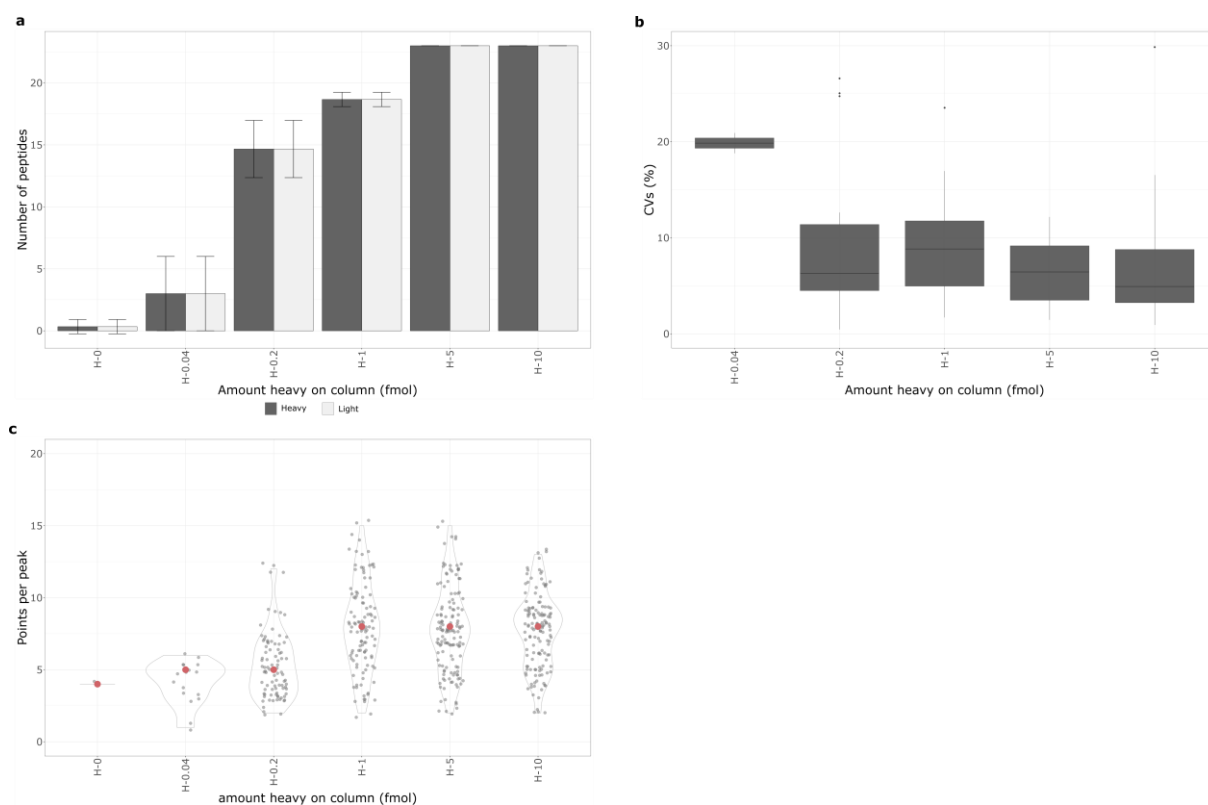 a
Number of peptides
20
15
10
5
0
H-0
H-0.04
H-0.2
H-1
H-5
H-10
Amount heavy on column (fmol)
Heavy Light
b
CVs (%)
30
20
10
0
H-0.04
H-0.2
H-1
H-5
H-10
Amount heavy on column (fmol)
c
Points per peak
20
15
10
5
0
H-0
H-0.04
H-0.2
H-1
H-5
H-10
amount heavy on column (fmol)